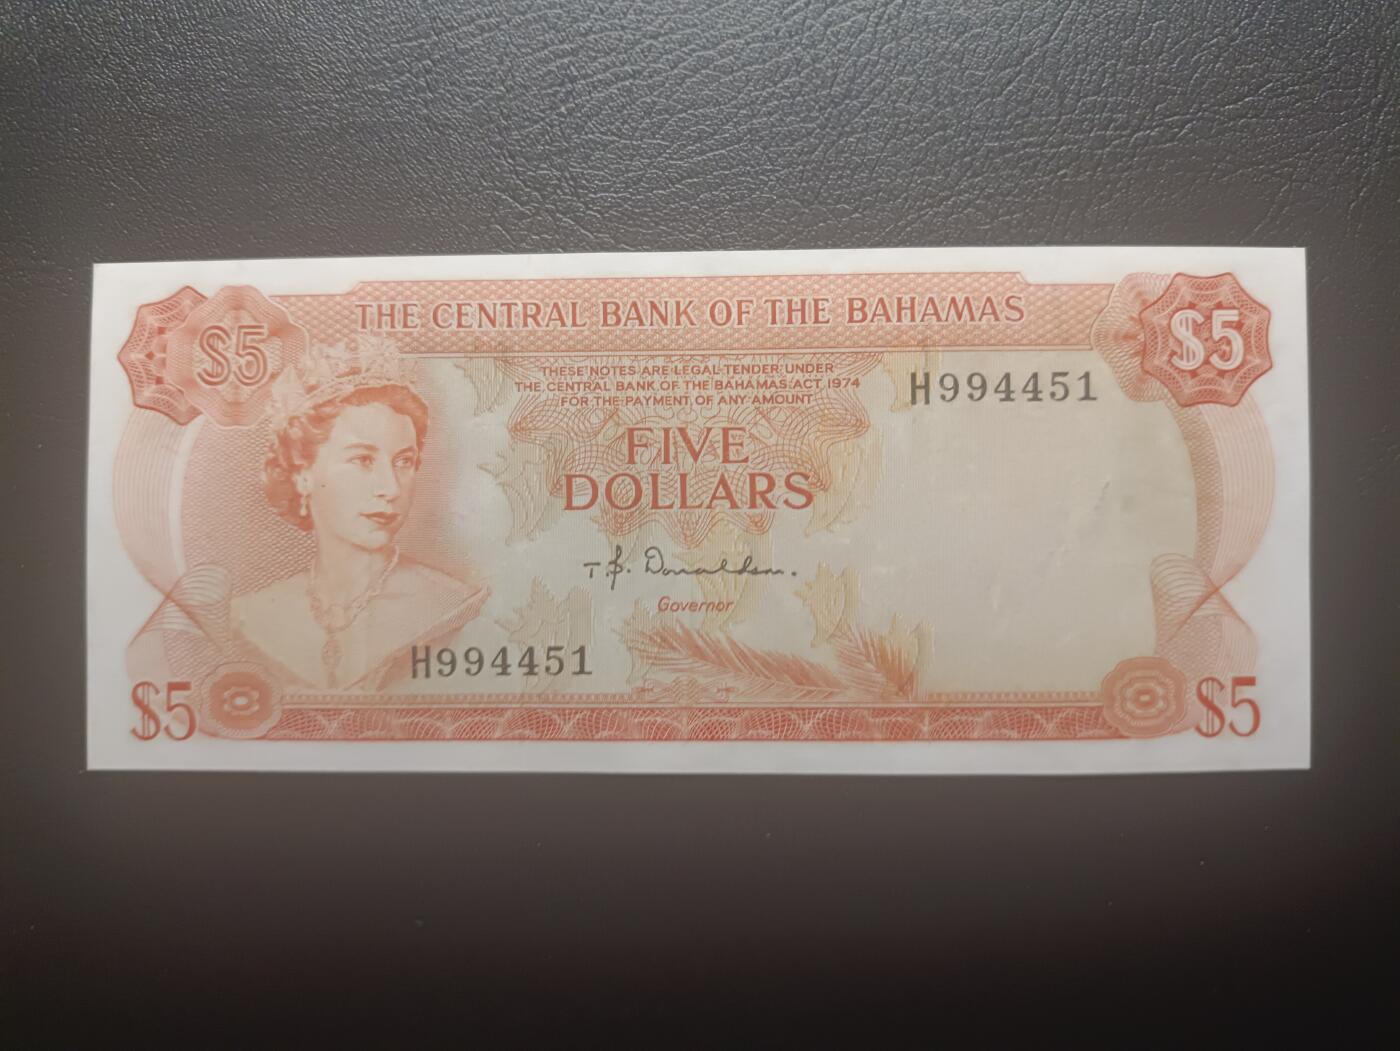 $5
THE CENTRAL BANK OF THE BAHAMAS
$5
THESE NOTES ARE LEGAL TENDER UNDER
THE CENTRAL BANK OF THE BAHAMAS ACT 1974
FOR THE PAYMENT OF ANY AMOUNT
H994451
FIVE
DOLLARS
T.B. Donaldson.
Governor
H994451
$5
$5